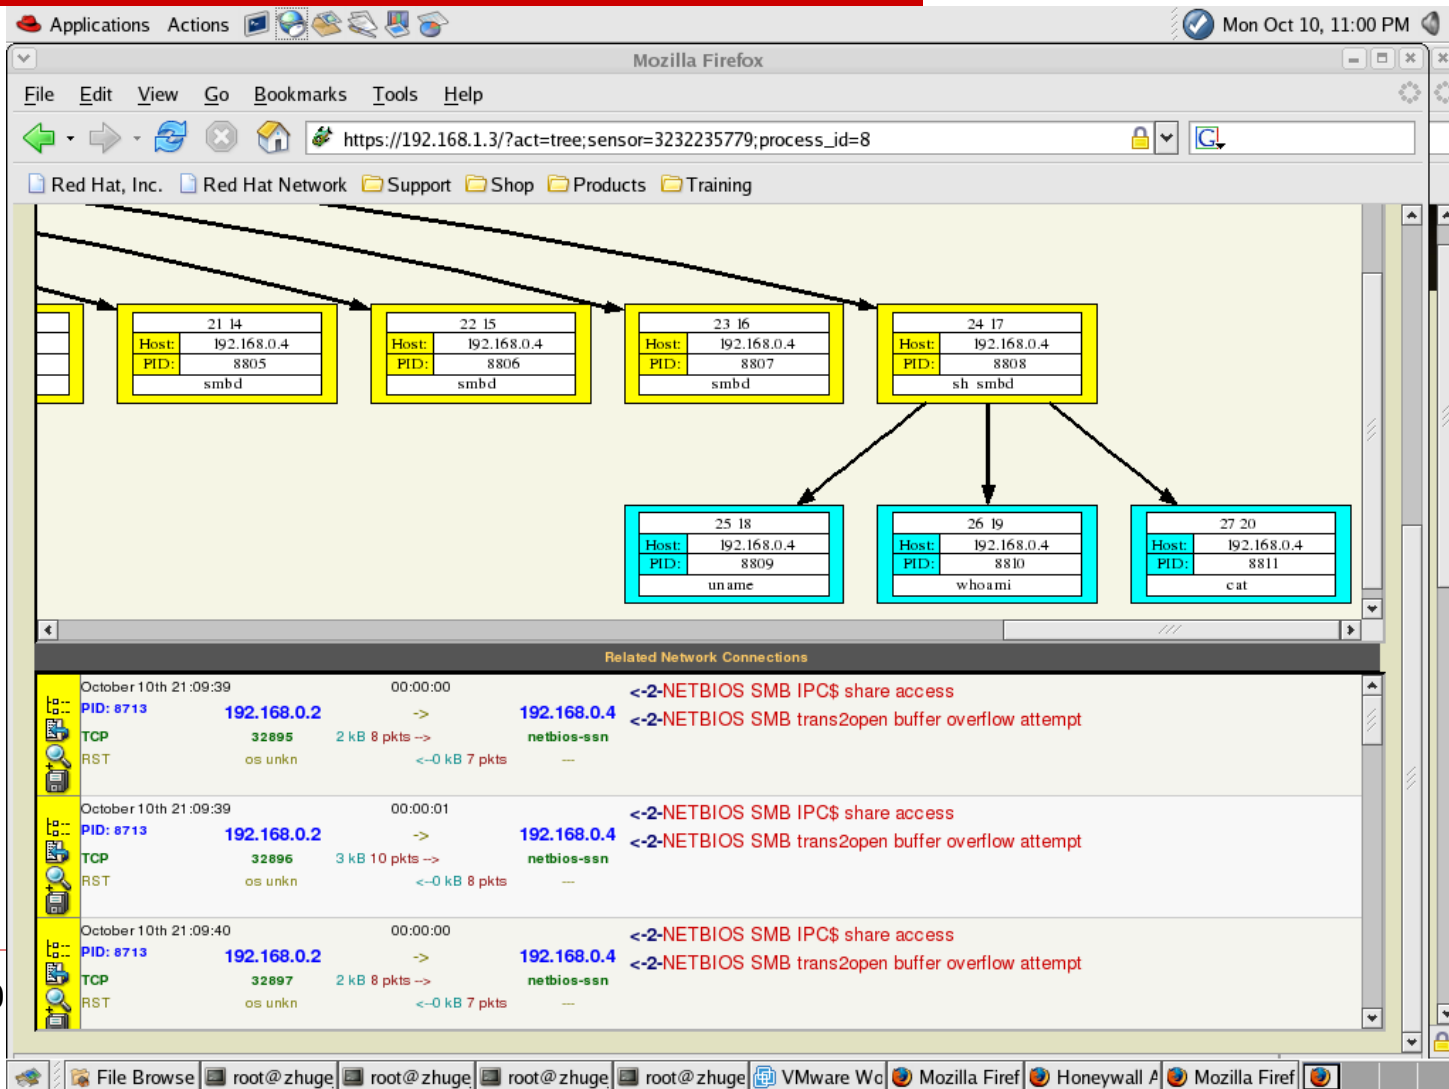 Applications Actions Mon Oct 10, 11:00 PM
Mozilla Firefox
File Edit View Go Bookmarks Tools Help
https://192.168.1.3/?act=tree;sensor=3232235779;process_id=8 G
Red Hat, Inc. Red Hat Network Support Shop Products Training
21 14
Host: 192.168.0.4
PID: 8805
smbd
22 15
Host: 192.168.0.4
PID: 8806
smbd
23 16
Host: 192.168.0.4
PID: 8807
smbd
24 17
Host: 192.168.0.4
PID: 8808
sh smbd
25 18
Host: 192.168.0.4
PID: 8809
uname
26 19
Host: 192.168.0.4
PID: 8810
whoami
27 20
Host: 192.168.0.4
PID: 8811
cat
Related Network Connections
October 10th 21:09:39 00:00:00 <-2-NETBIOS SMB IPC$ share access
PID: 8713 192.168.0.2 -> 192.168.0.4 <-2-NETBIOS SMB trans2open buffer overflow attempt
TCP 32895 2 kB 8 pkts --> netbios-ssn
RST os unkn <--0 kB 7 pkts ---
October 10th 21:09:39 00:00:01 <-2-NETBIOS SMB IPC$ share access
PID: 8713 192.168.0.2 -> 192.168.0.4 <-2-NETBIOS SMB trans2open buffer overflow attempt
TCP 32896 3 kB 10 pkts --> netbios-ssn
RST os unkn <--0 kB 8 pkts ---
October 10th 21:09:40 00:00:00 <-2-NETBIOS SMB IPC$ share access
PID: 8713 192.168.0.2 -> 192.168.0.4 <-2-NETBIOS SMB trans2open buffer overflow attempt
TCP 32897 2 kB 8 pkts --> netbios-ssn
RST os unkn <--0 kB 7 pkts ---
File Browse root@zhuge root@zhuge root@zhuge root@zhuge VMware Wo Mozilla Firef Honeywall A Mozilla Firef